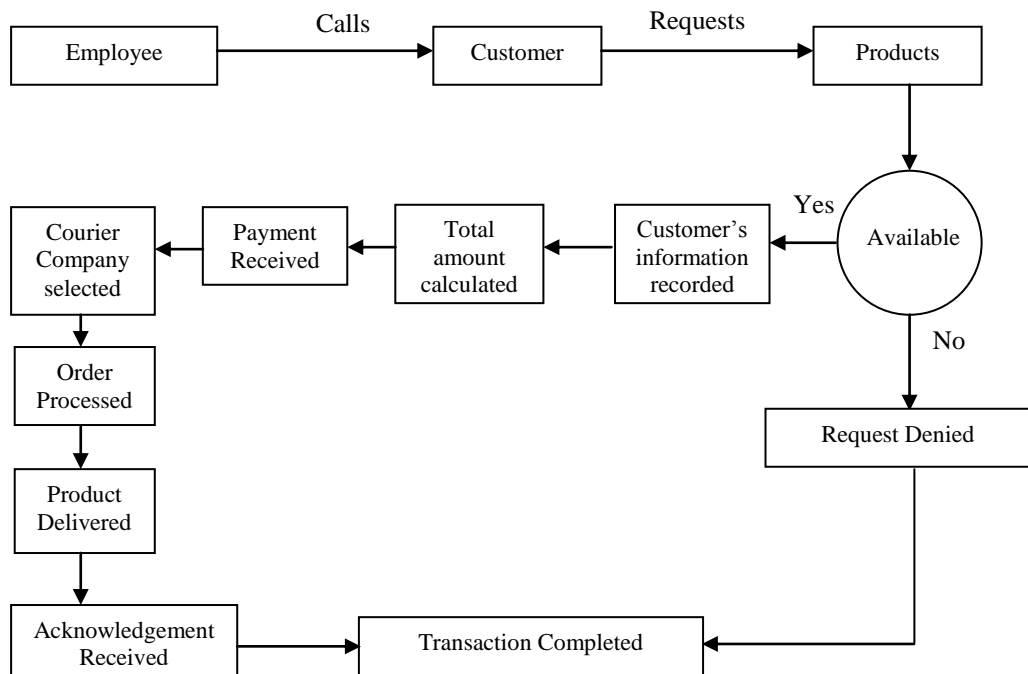 Calls
Requests
Employee
Customer
Products
Yes
Available
Customer’s
information
recorded
Total
amount
calculated
Payment
Received
Courier
Company
selected
No
Order
Processed
Request Denied
Product
Delivered
Acknowledgement
Received
Transaction Completed